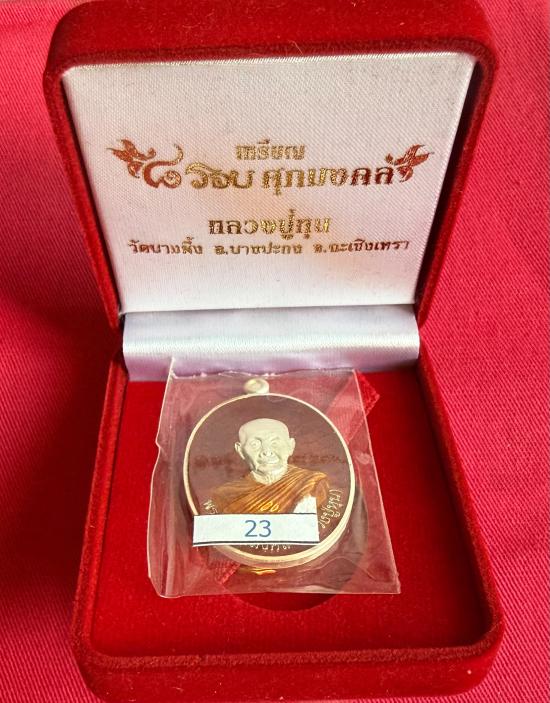 เหรียญ
๘ รอบ ศุภมงคล
หลวงปู่ทุม
วัดบางผึ้ง อ.บางปะกง จ.ฉะเชิงเทรา
23